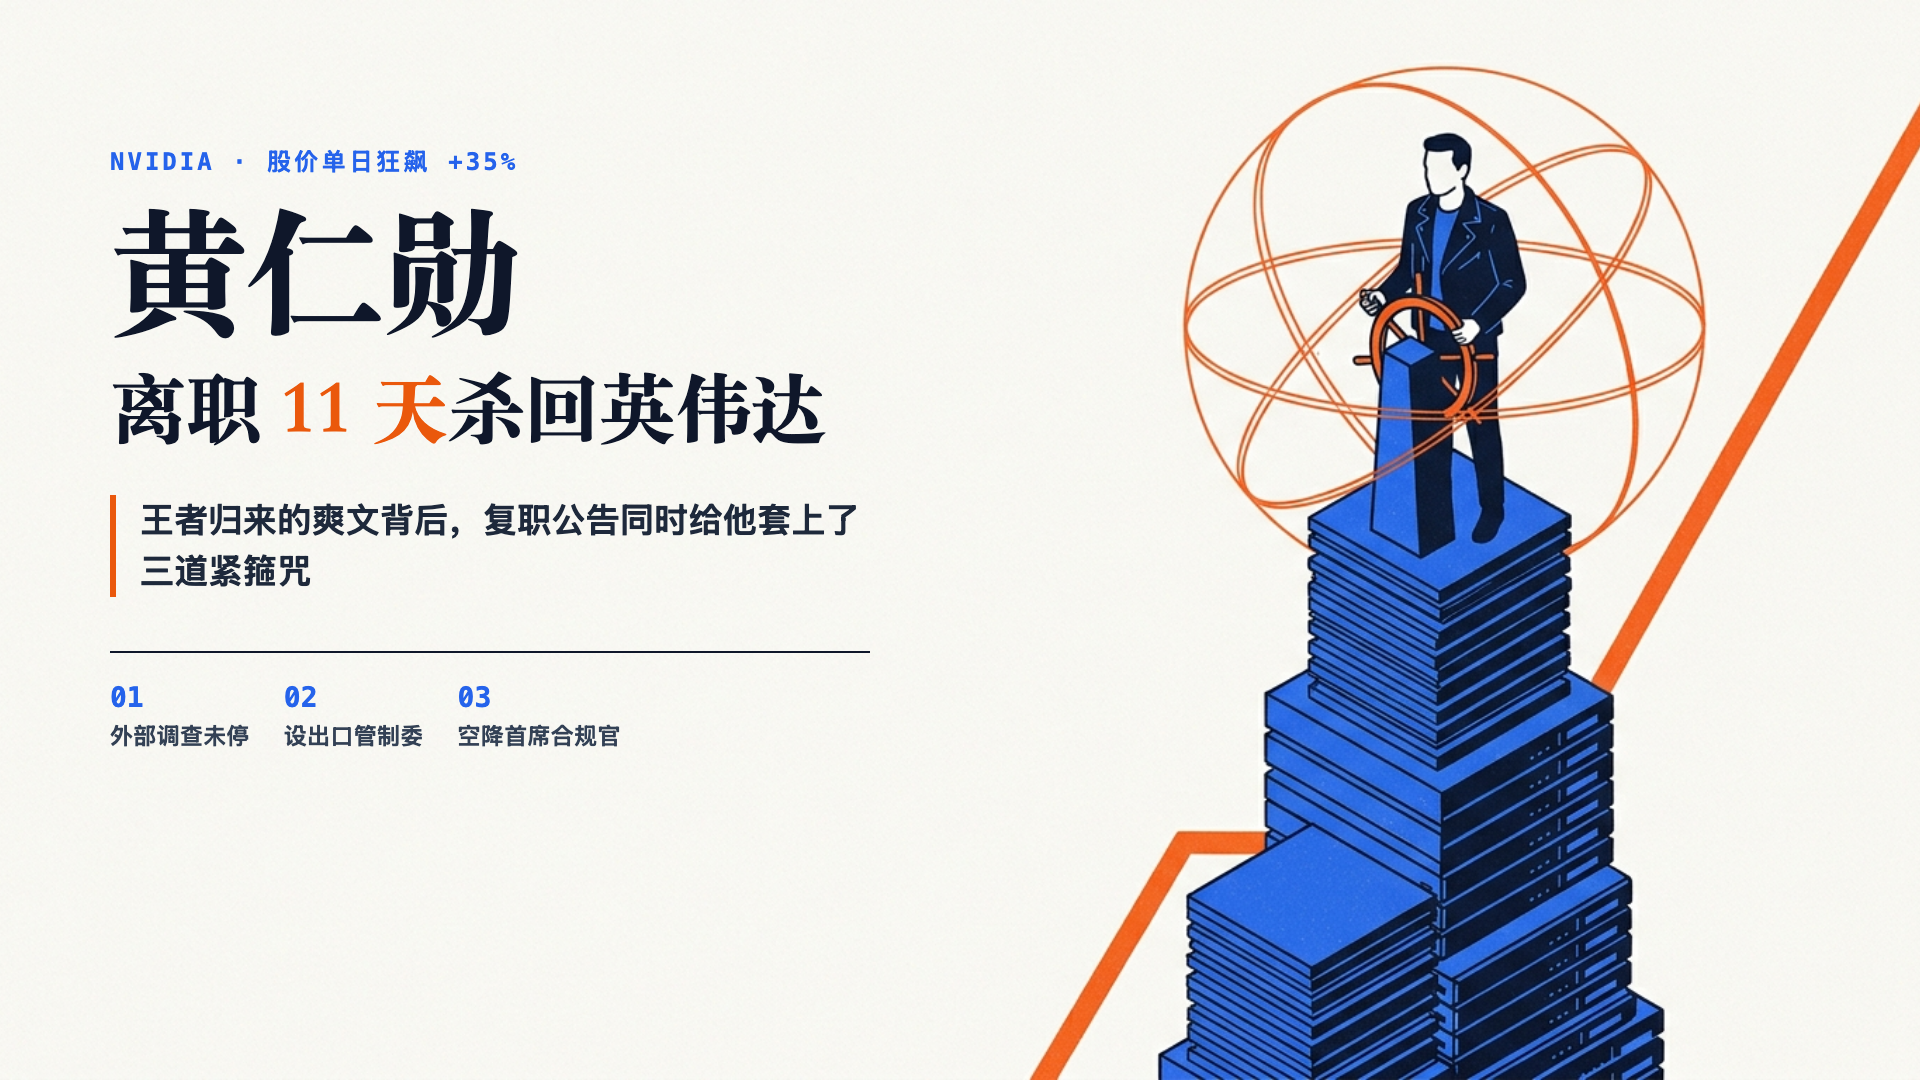 NVIDIA · 股价单日狂飙 +35%
黄仁勋
离职 11 天杀回英伟达
王者归来的爽文背后，复职公告同时给他套上了
三道紧箍咒
01 02 03
外部调查未停 设出口管制委 空降首席合规官